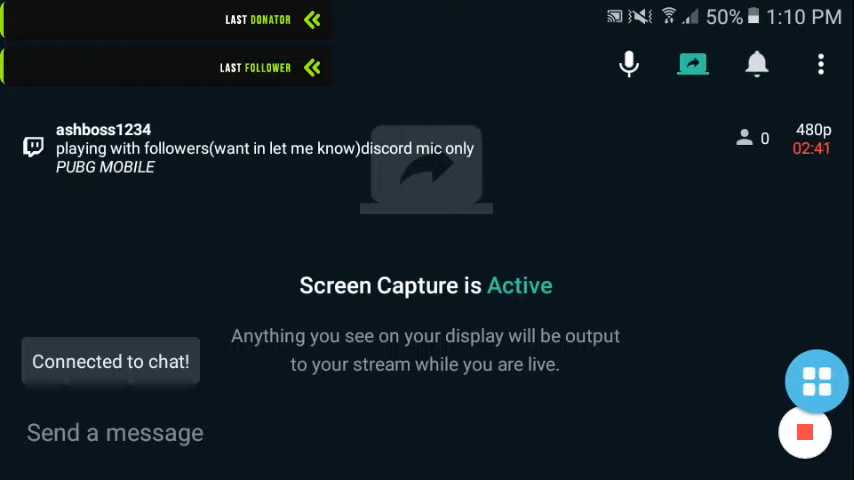 LAST DONATOR
50% 1:10 PM
LAST FOLLOWER
ashboss1234
playing with followers(want in let me know)discord mic only
PUBG MOBILE
0
480p
02:41
Screen Capture is Active
Anything you see on your display will be output
to your stream while you are live.
Connected to chat!
Send a message